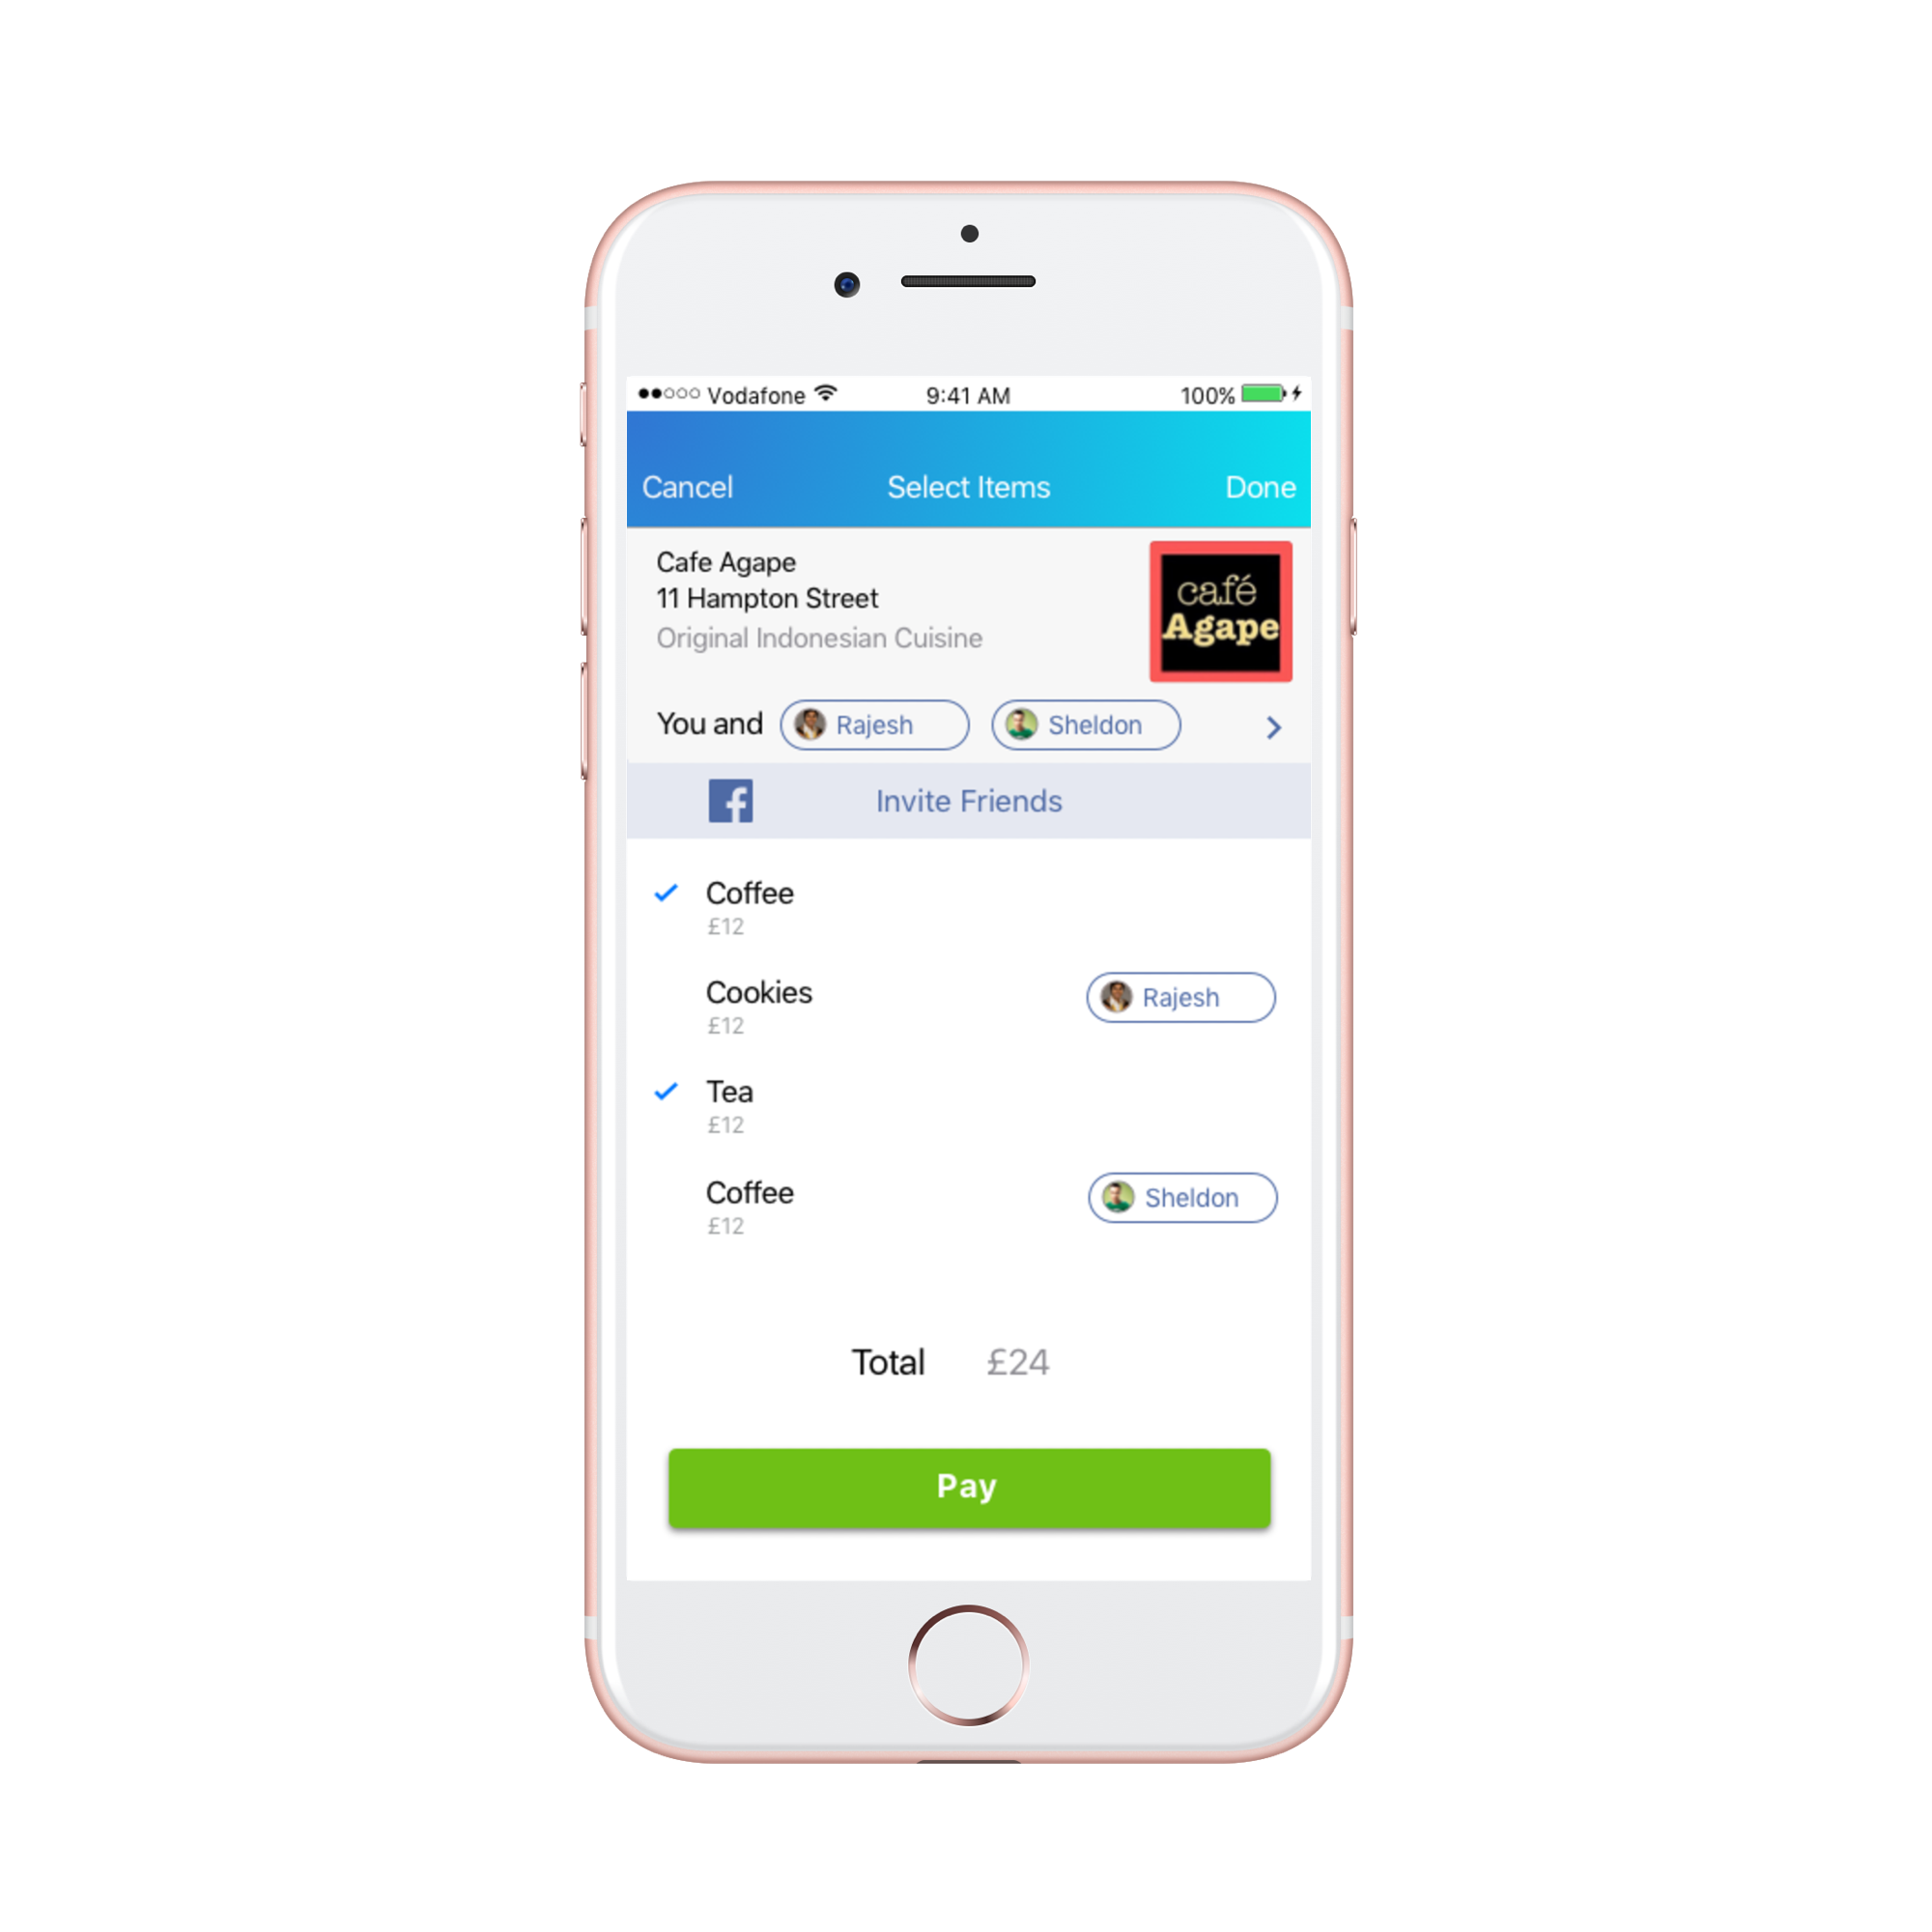 Vodafone 9:41 AM 100%
Cancel Select Items Done
Cafe Agape
11 Hampton Street
Original Indonesian Cuisine
café
Agape
You and Rajesh Sheldon
f Invite Friends
Coffee
£12
Cookies Rajesh
£12
Tea
£12
Coffee Sheldon
£12
Total £24
Pay